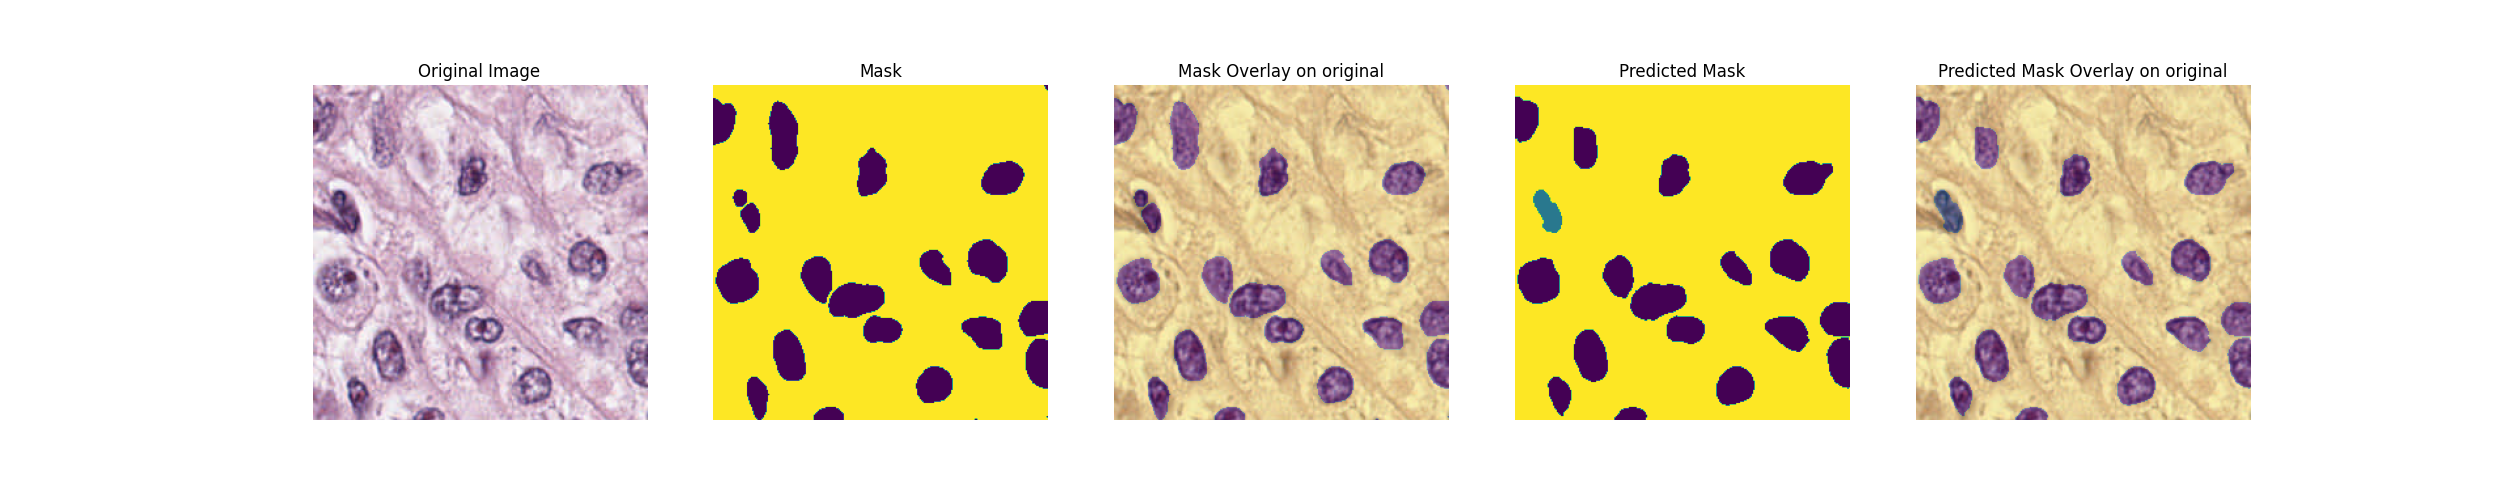 Original Image
Mask
Mask Overlay on original
Predicted Mask
Predicted Mask Overlay on original